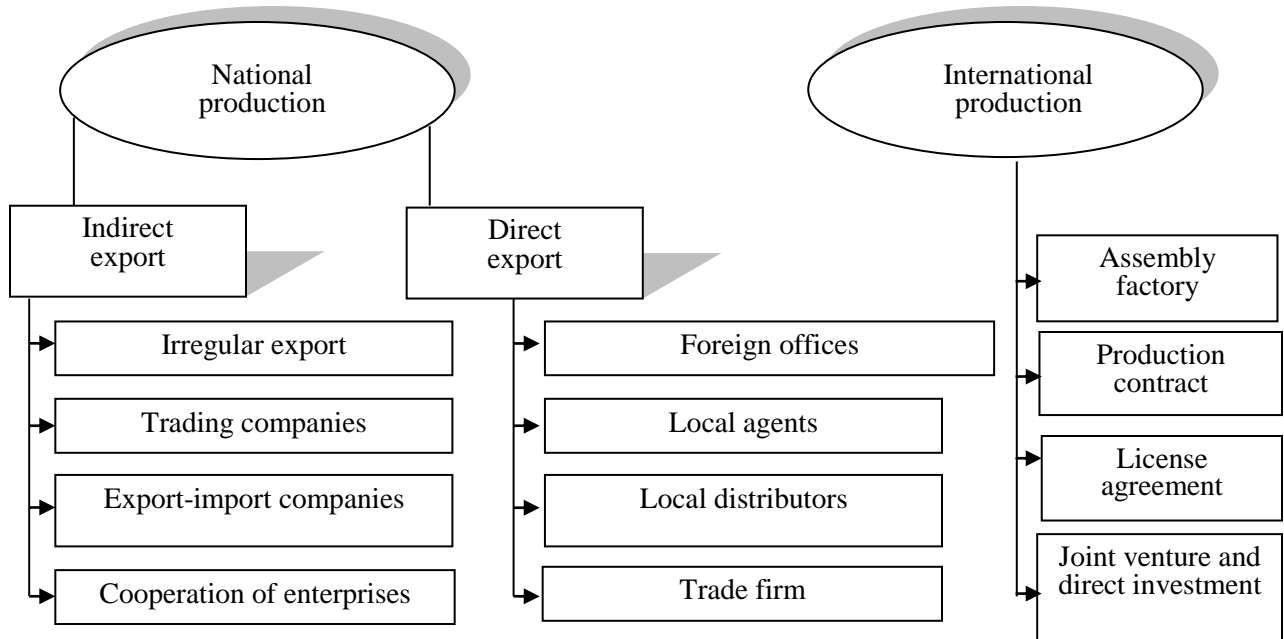 National
production
International
production
Indirect
export
Direct
export
Irregular export
Trading companies
Export-import companies
Cooperation of enterprises
Foreign offices
Local agents
Local distributors
Trade firm
Assembly
factory
Production
contract
License
agreement
Joint venture and
direct investment